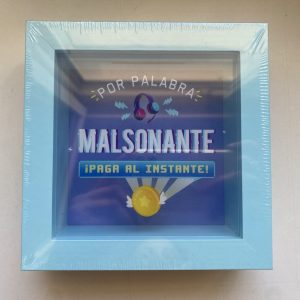 POR PALABRA
MALSONANTE
¡PAGA AL INSTANTE!